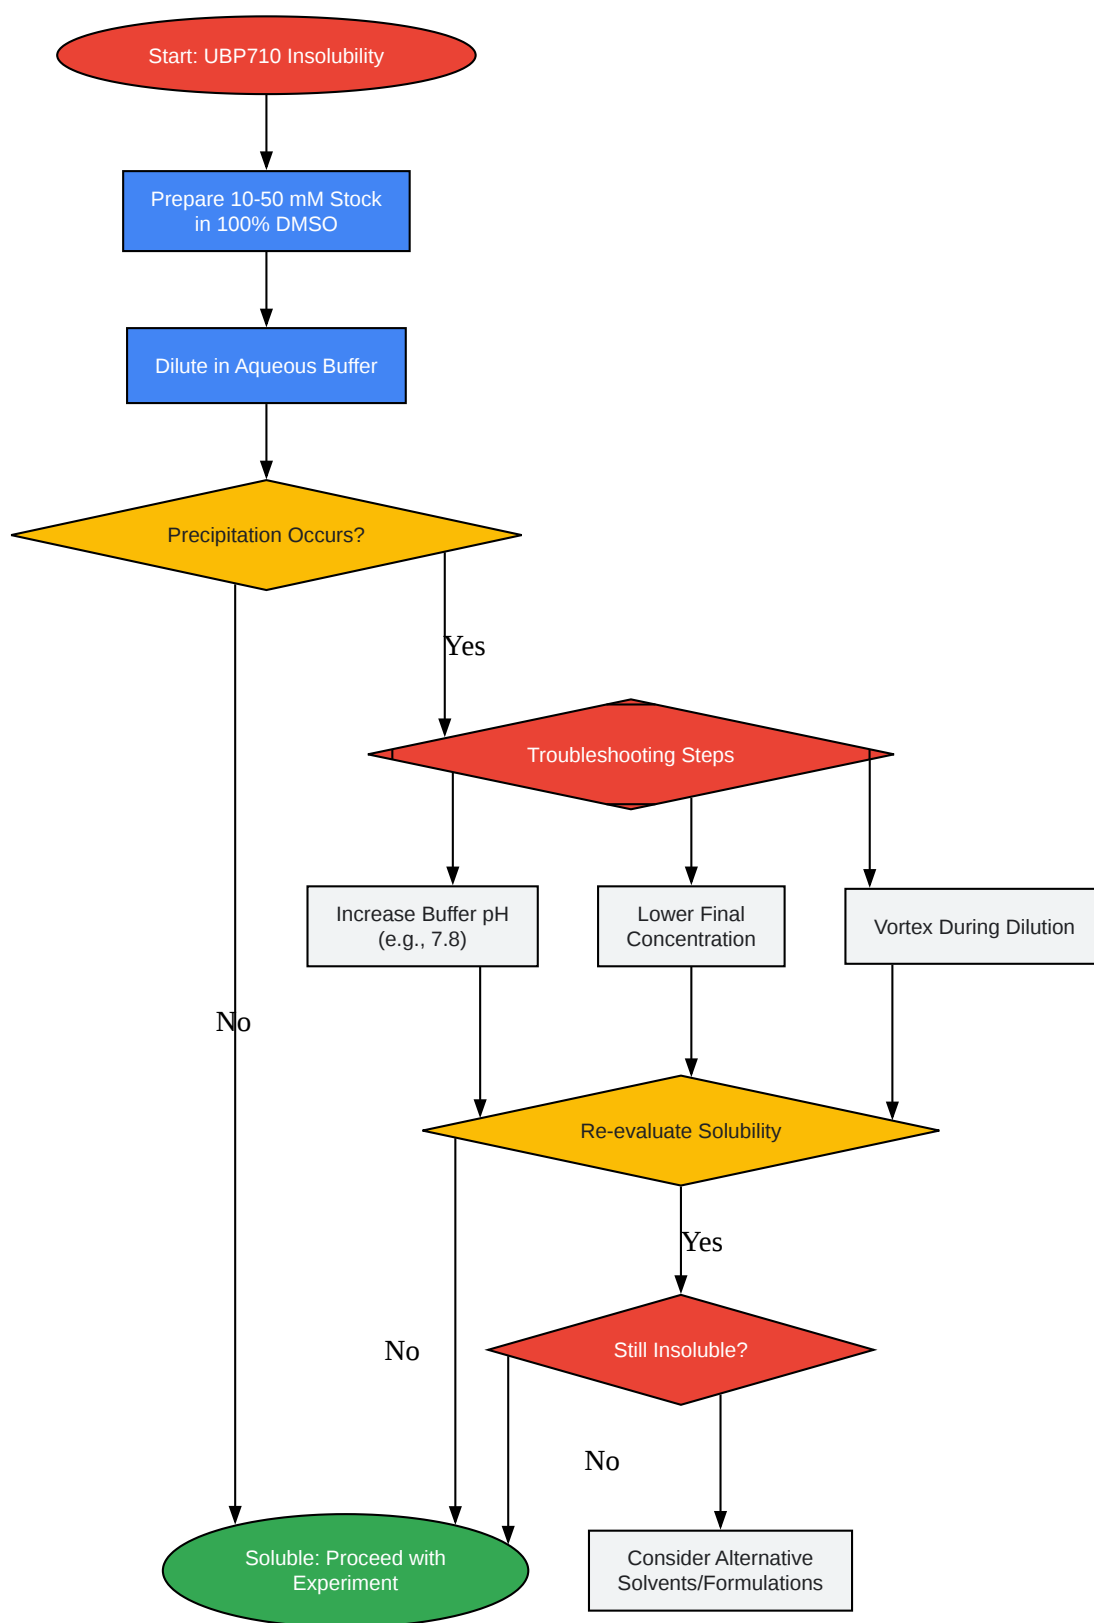 Start: UBP710 Insolubility
Prepare 10-50 mM Stock
in 100% DMSO
Dilute in Aqueous Buffer
Precipitation Occurs?
Yes
Troubleshooting Steps
Increase Buffer pH
(e.g., 7.8)
Lower Final
Concentration
Vortex During Dilution
No
Re-evaluate Solubility
Yes
No
Still Insoluble?
No
Soluble: Proceed with
Experiment
Consider Alternative
Solvents/Formulations